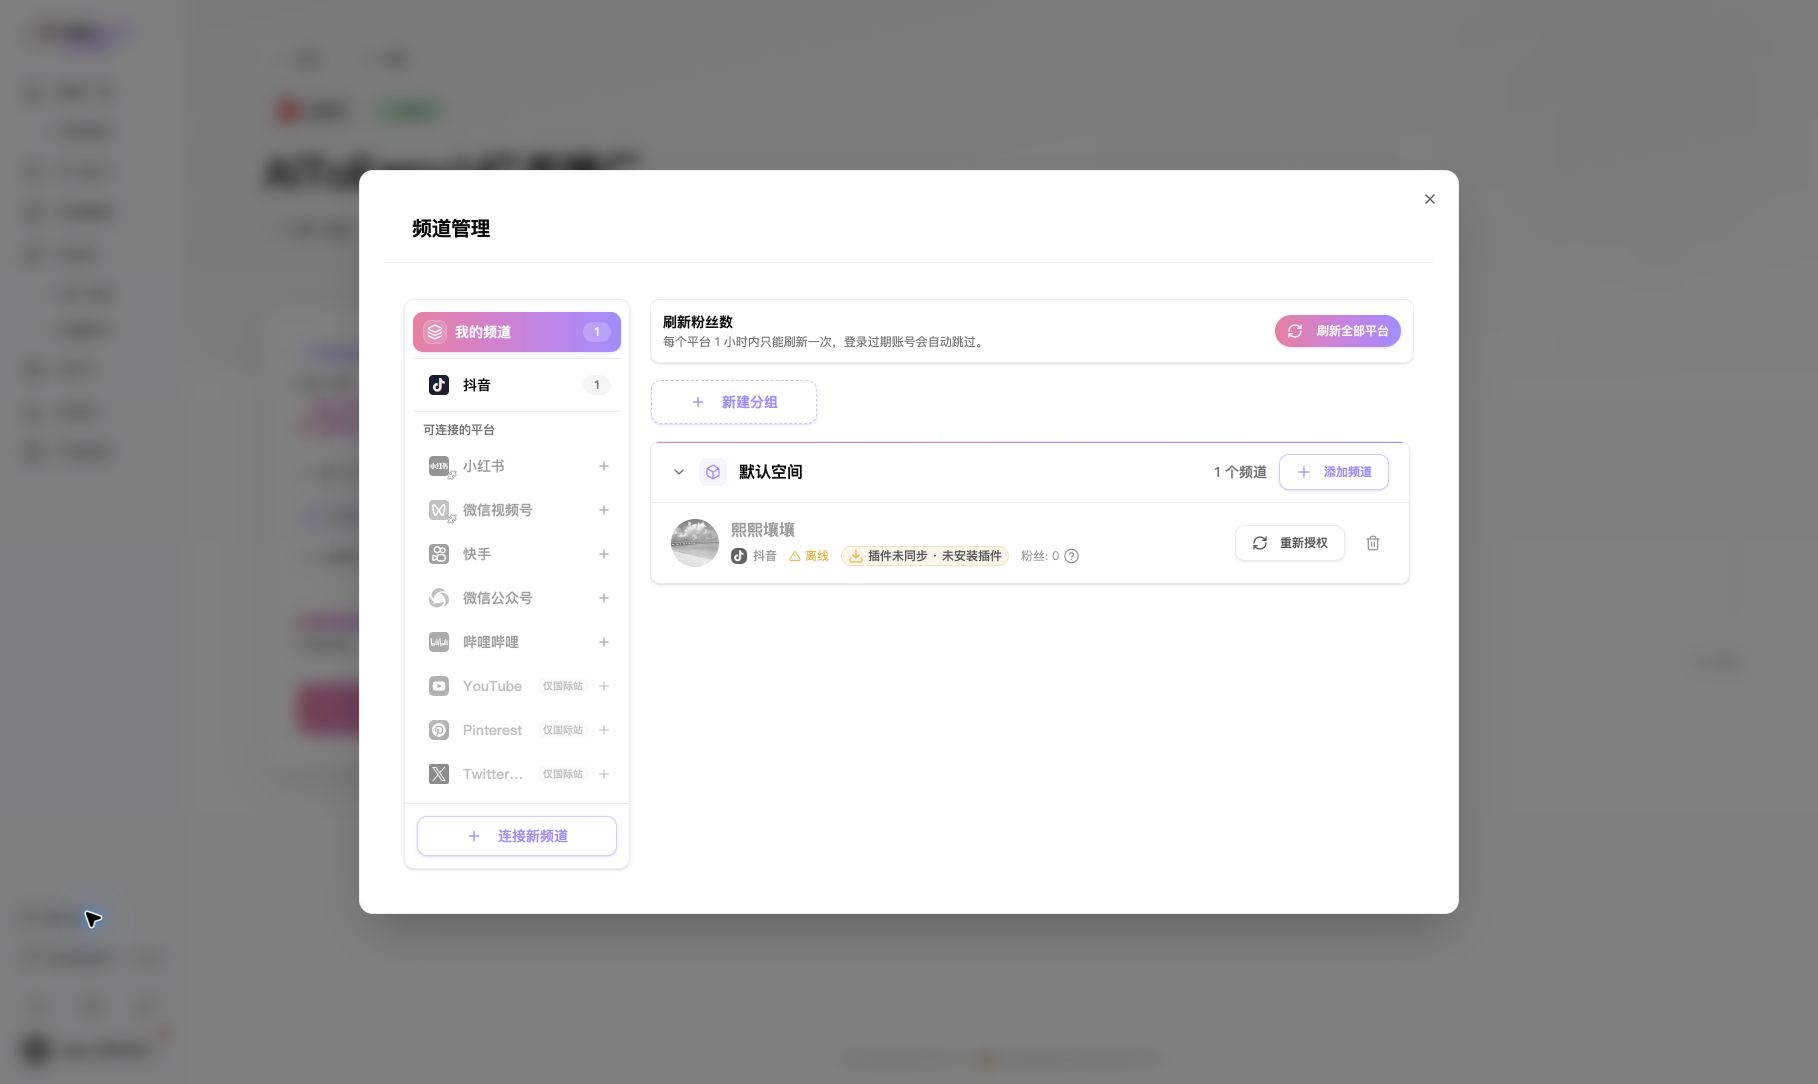 频道管理
我的频道 1
抖音 1
可连接的平台
小红书
微信视频号
快手
微信公众号
哔哩哔哩
YouTube 仅国际站
Pinterest 仅国际站
Twitter... 仅国际站
连接新频道
刷新粉丝数
每个平台 1 小时内只能刷新一次，登录过期账号会自动跳过。
刷新全部平台
新建分组
默认空间
1 个频道
添加频道
熙熙壤壤
抖音 离线 插件未同步 · 未安装插件 粉丝: 0
重新授权